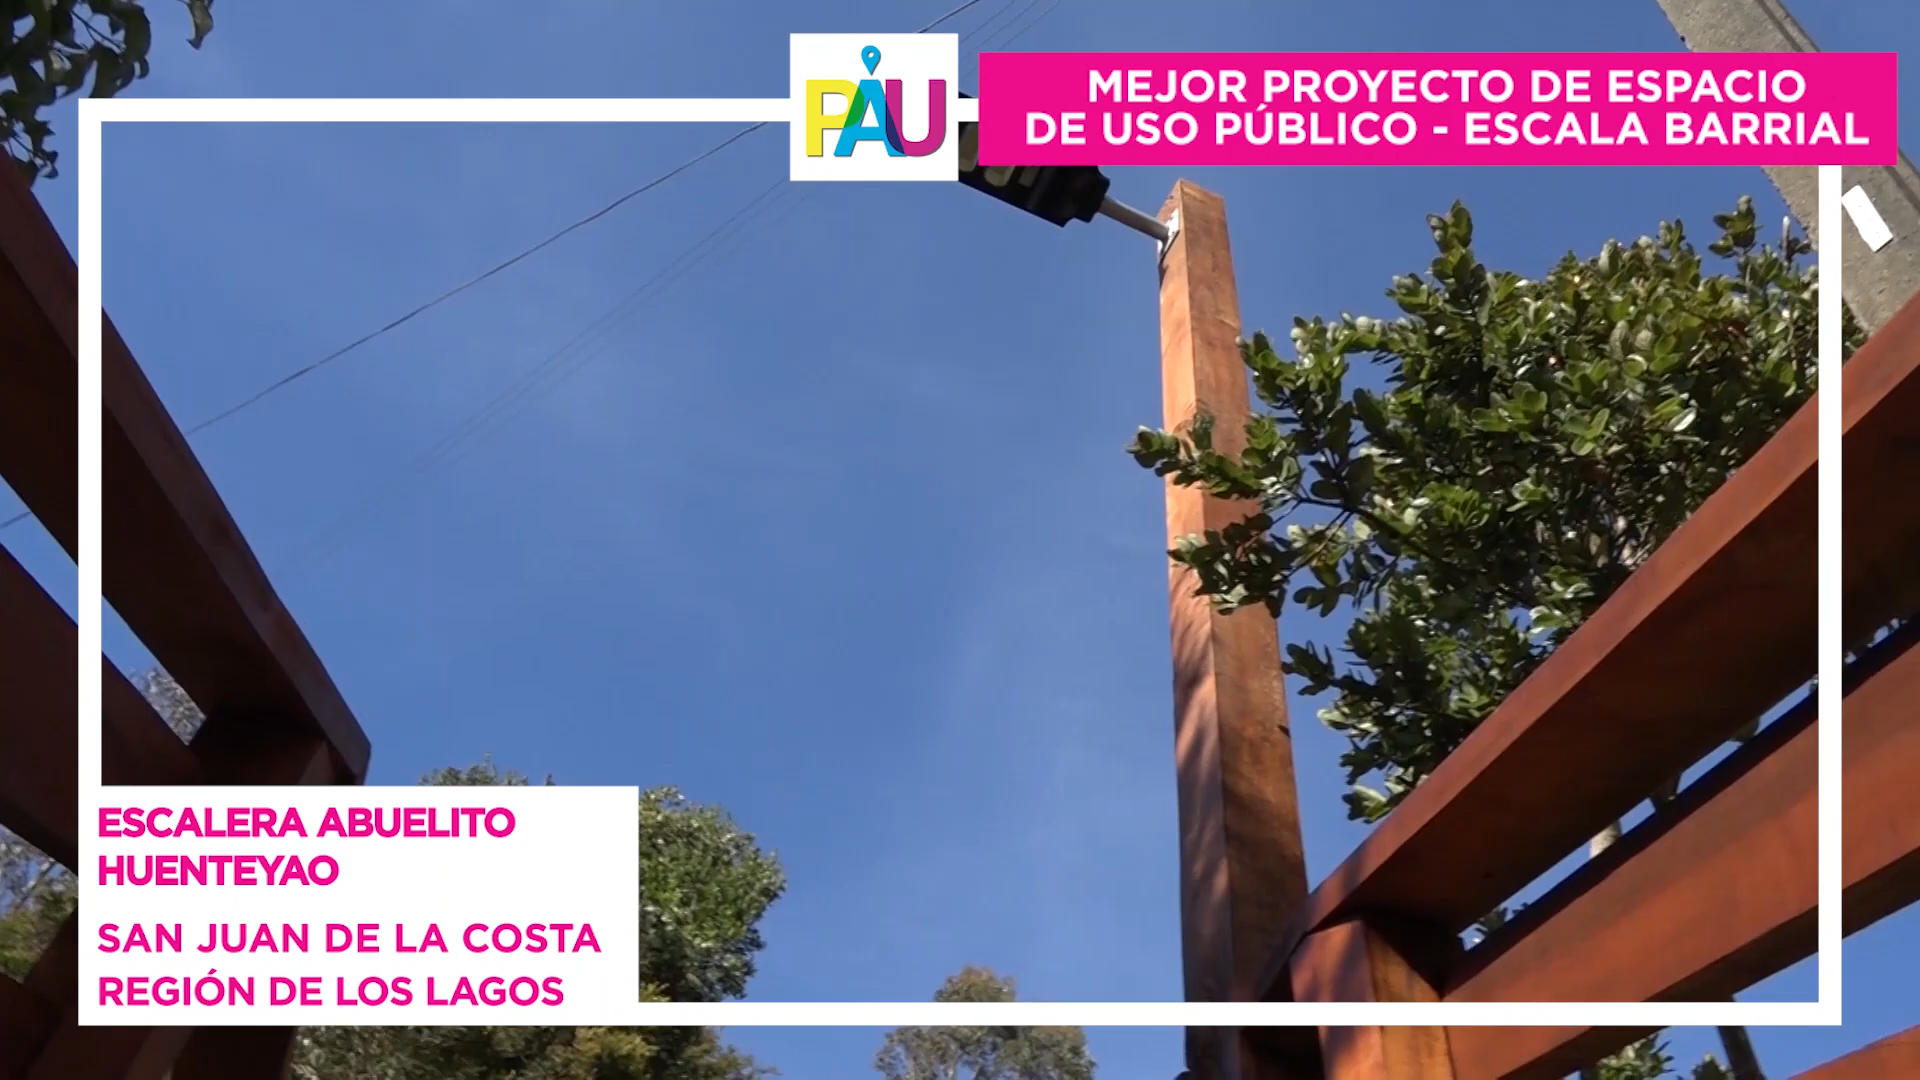 PAU
MEJOR PROYECTO DE ESPACIO
DE USO PÚBLICO - ESCALA BARRIAL
ESCALERA ABUELITO
HUENTEYAO
SAN JUAN DE LA COSTA
REGIÓN DE LOS LAGOS